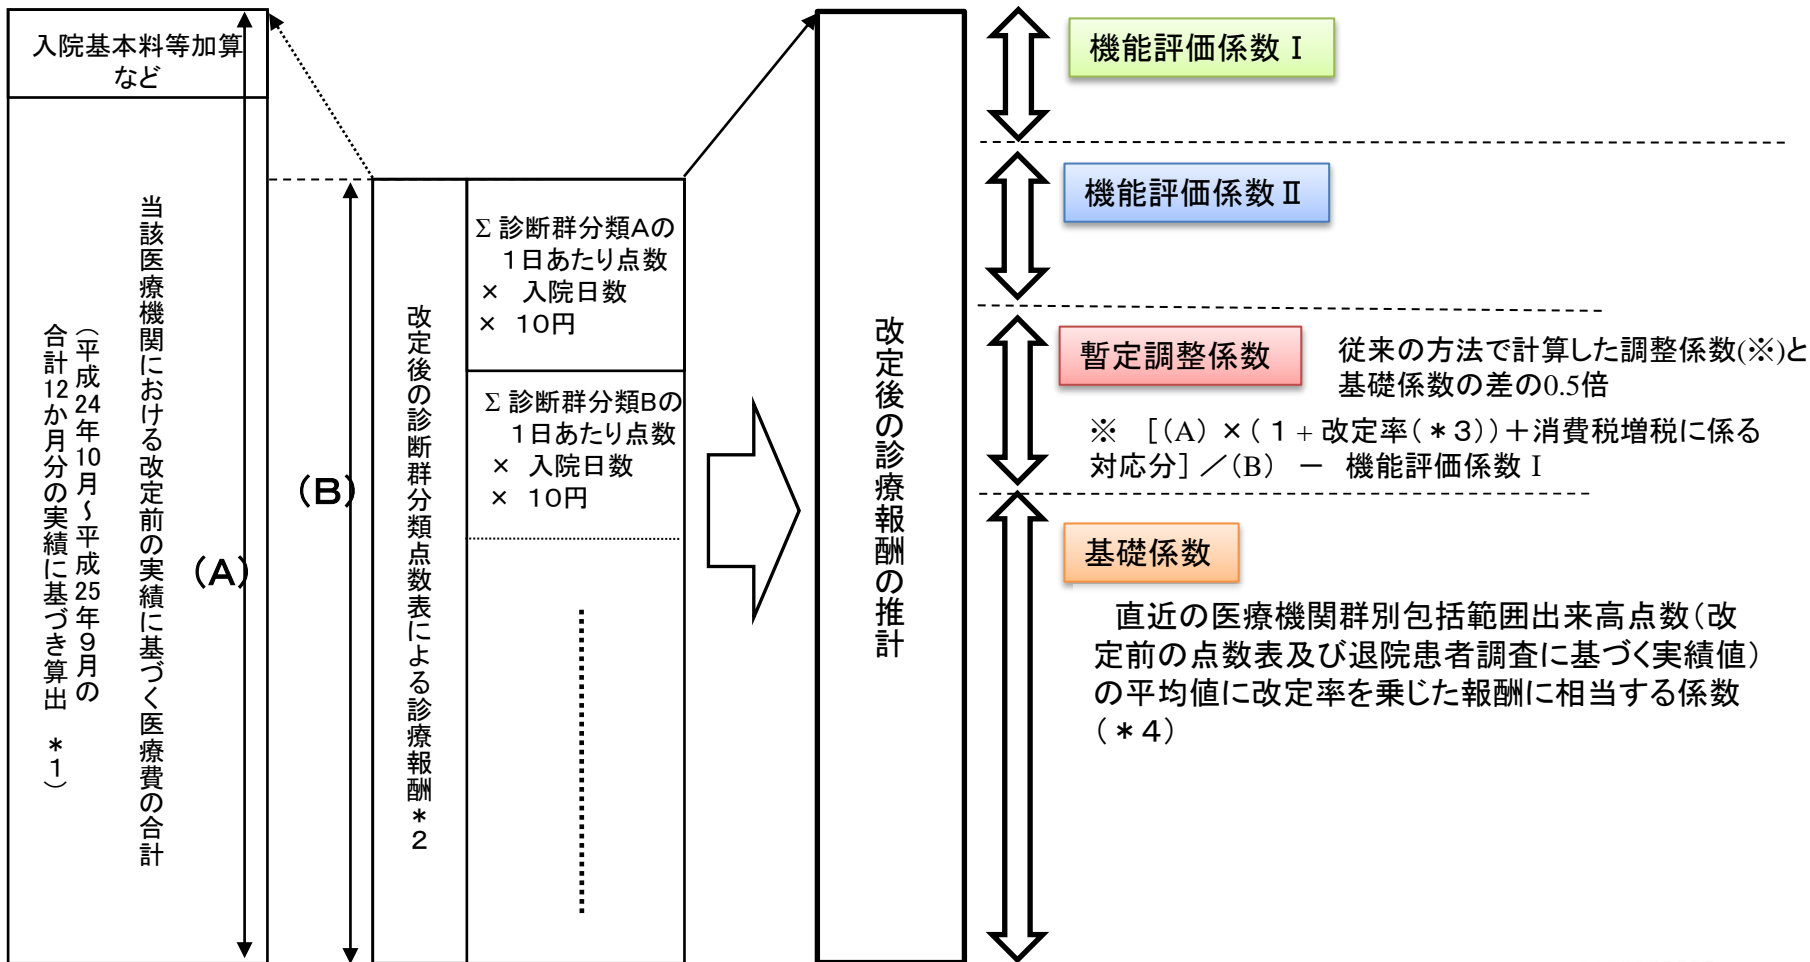 入院基本料等加算
など
当該医療機関における改定前の実績に基づく医療費の合計
（平成24年10月～平成25年９月の
合計12か月分の実績に基づき算出　＊１）
（A）
（B）
改定後の診断群分類点数表による診療報酬＊２
Σ 診断群分類Aの
１日あたり点数
×　入院日数
×　10円
Σ 診断群分類Bの
１日あたり点数
×　入院日数
×　10円
改定後の診療報酬の推計
機能評価係数Ⅰ
機能評価係数Ⅱ
暫定調整係数
従来の方法で計算した調整係数(※)と
基礎係数の差の0.5倍
※　[(A) ×(１+改定率(＊3))＋消費税増税に係る
対応分] ／(B)　－　機能評価係数Ⅰ
基礎係数
直近の医療機関群別包括範囲出来高点数（改
定前の点数表及び退院患者調査に基づく実績値）
の平均値に改定率を乗じた報酬に相当する係数
（＊４）